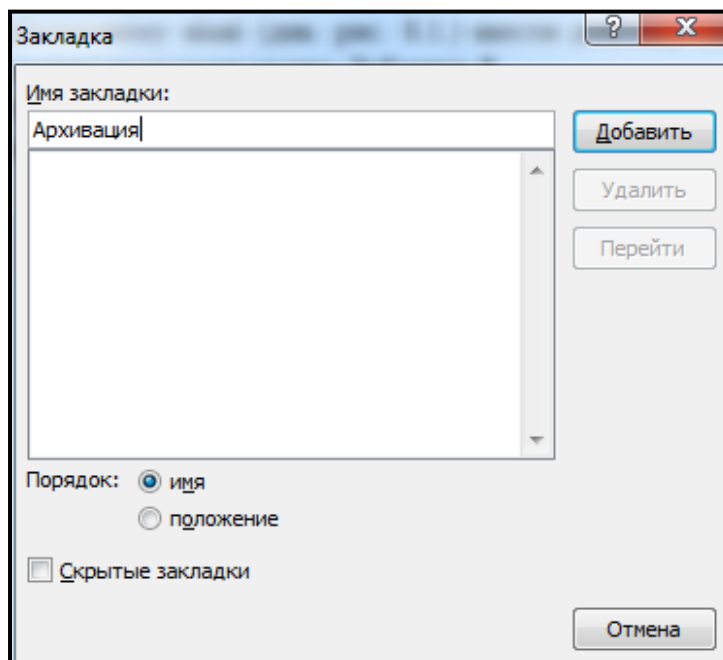 Закладка
?
X
Имя закладки:
Архивация
Добавить
Удалить
Перейти
Порядок:
имя
положение
Скрытые закладки
Отмена